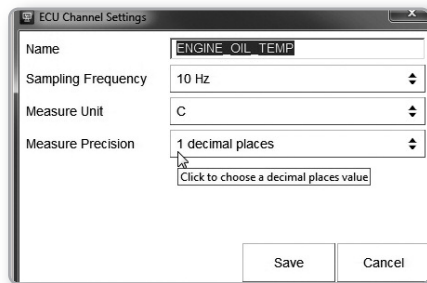 ECU Channel Settings
Name ENGINE_OIL_TEMP
Sampling Frequency 10 Hz
Measure Unit C
Measure Precision 1 decimal places
Click to choose a decimal places value
Save Cancel